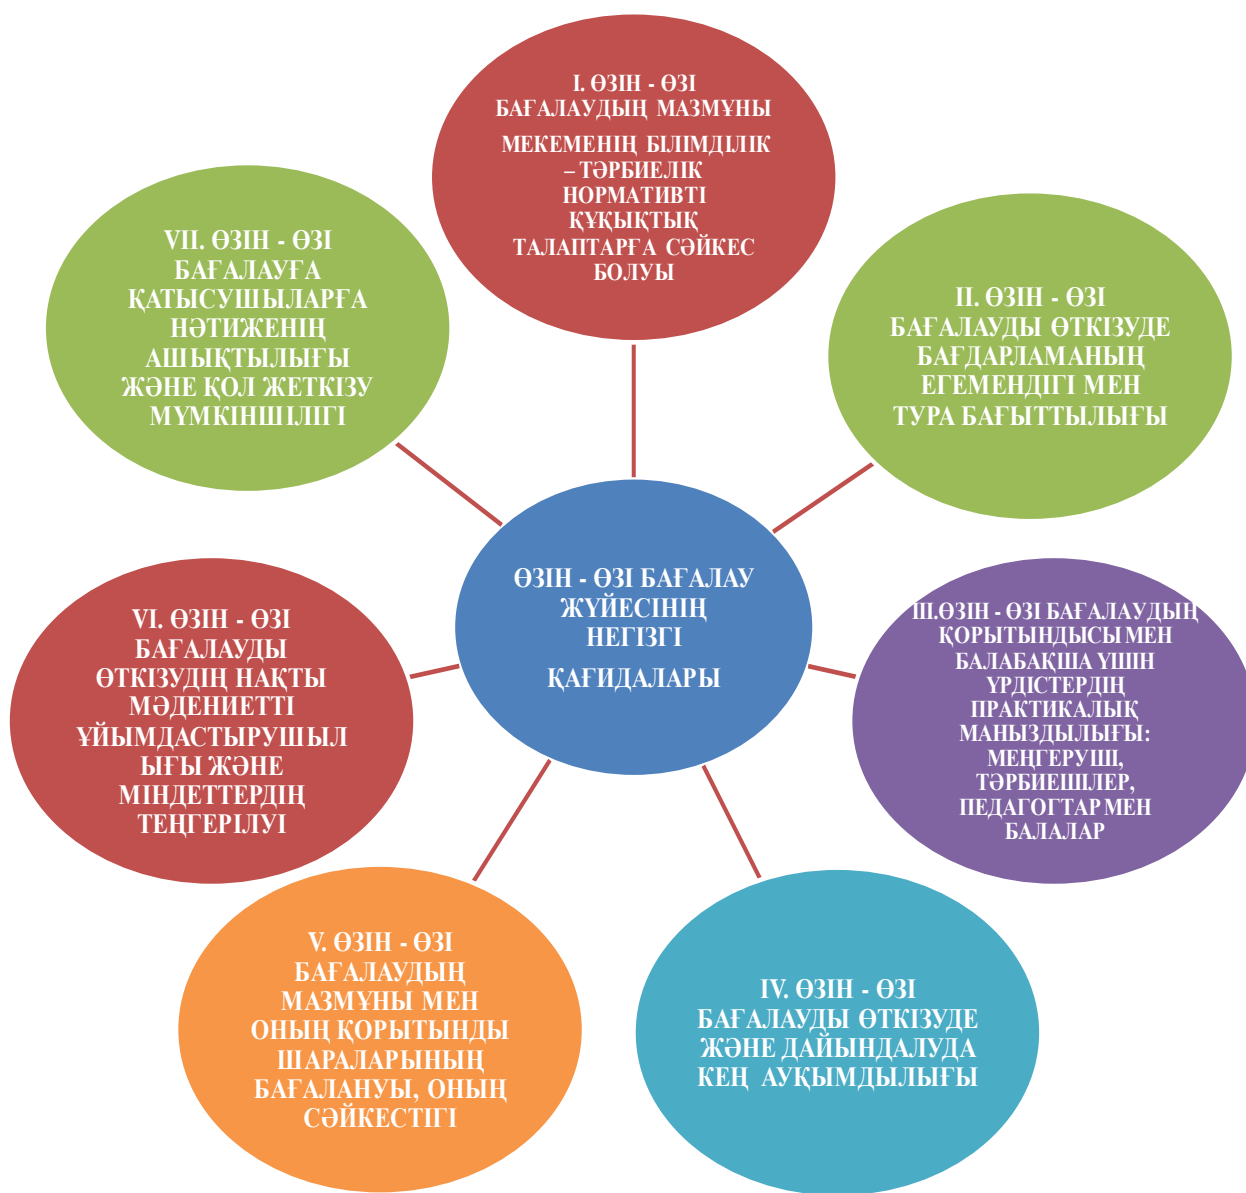 I. ӨЗІН - ӨЗІ
БАҒАЛАУДЫҢ МАЗМҰНЫ
МЕКЕМЕНІҢ БІЛІМДІЛІК
– ТӘРБИЕЛІК
НОРМАТИВТІ
ҚҰҚЫҚТЫҚ
ТАЛАПТАРҒА СӘЙКЕС
БОЛУЫ
II. ӨЗІН - ӨЗІ
БАҒАЛАУДЫ ӨТКІЗУДЕ
БАҒДАРЛАМАНЫҢ
ЕГЕМЕНДІГІ МЕН
ТУРА БАҒЫТТЫЛЫҒЫ
III.ӨЗІН - ӨЗІ БАҒАЛАУДЫҢ
ҚОРЫТЫНДЫСЫ МЕН
БАЛАБАҚША ҮШІН
ҮРДІСТЕРДІҢ
ПРАКТИКАЛЫҚ
МАНЫЗДЫЛЫҒЫ:
МЕҢГЕРУШІ,
ТӘРБИЕШІЛЕР,
ПЕДАГОГТАР МЕН
БАЛАЛАР
IV. ӨЗІН - ӨЗІ
БАҒАЛАУДЫ ӨТКІЗУДЕ
ЖӘНЕ ДАЙЫНДАЛУДА
КЕҢ АУҚЫМДЫЛЫҒЫ
V. ӨЗІН - ӨЗІ
БАҒАЛАУДЫҢ
МАЗМҰНЫ МЕН
ОНЫҢ ҚОРЫТЫНДЫ
ШАРАЛАРЫНЫҢ
БАҒАЛАНУЫ, ОНЫҢ
СӘЙКЕСТІГІ
VI. ӨЗІН - ӨЗІ
БАҒАЛАУДЫ
ӨТКІЗУДІҢ НАҚТЫ
МӘДЕНИЕТТІ
ҰЙЫМДАСТЫРУШЫЛ
ЫҒЫ ЖӘНЕ
МІНДЕТТЕРДІҢ
ТЕҢГЕРІЛУІ
VII. ӨЗІН - ӨЗІ
БАҒАЛАУҒА
ҚАТЫСУШЫЛАРҒА
НӘТИЖЕНІҢ
АШЫҚТЫЛЫҒЫ
ЖӘНЕ ҚОЛ ЖЕТКІЗУ
МҮМКІНШІЛІГІ
ӨЗІН - ӨЗІ БАҒАЛАУ
ЖҮЙЕСІНІҢ
НЕГІЗГІ
ҚАҒИДАЛАРЫ